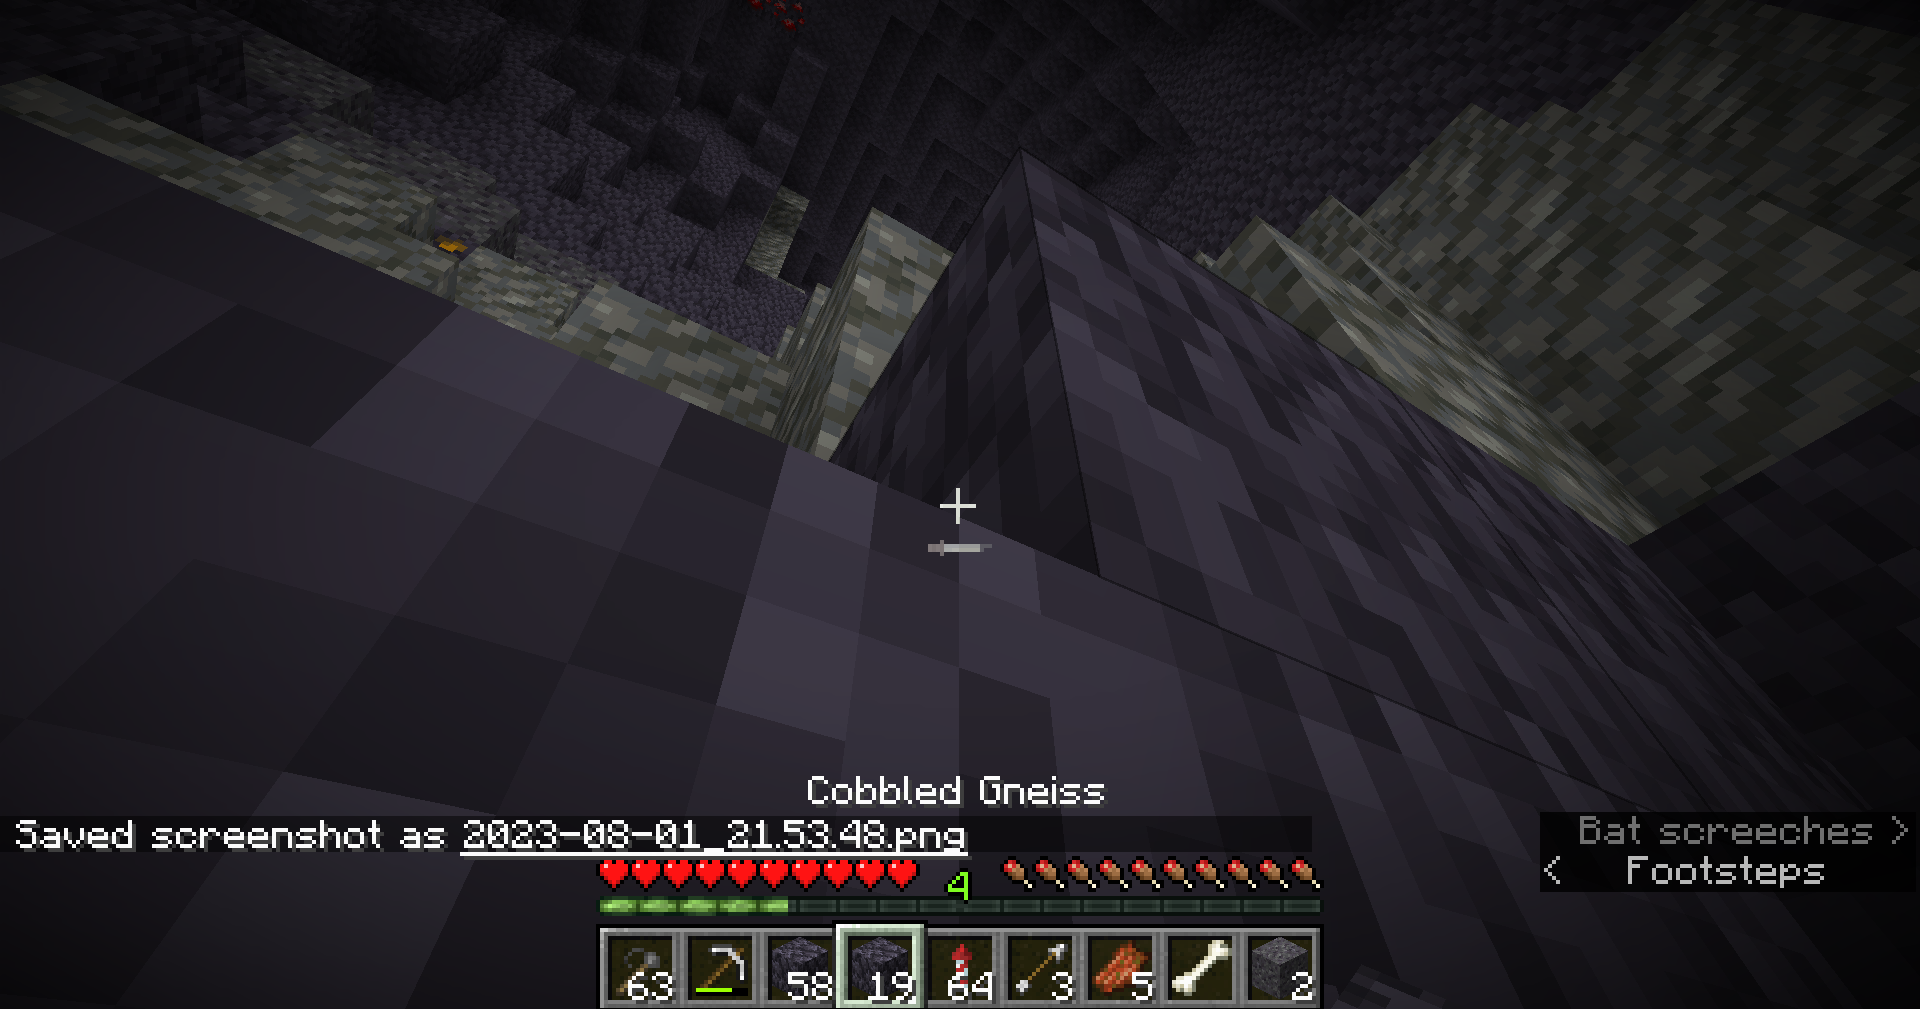 Cobbled Gneiss
Saved screenshot as 2023-08-01_21.53.48.png
Bat screeches >
< Footsteps
4
63 58 19 64 3 5 2